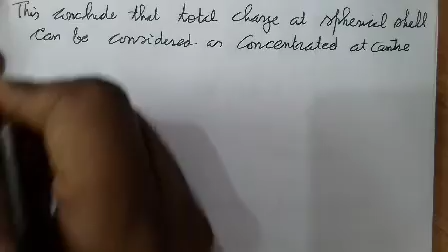 This conclude that total charge at spherical shell
can be considered as concentrated at centre